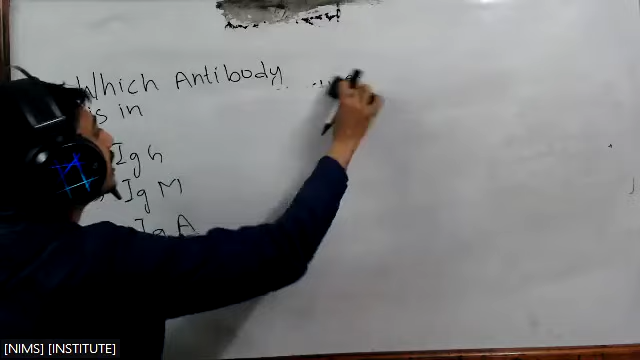 Which Antibody
is in
IgG
IgM
IgA
[NIMS] [INSTITUTE]